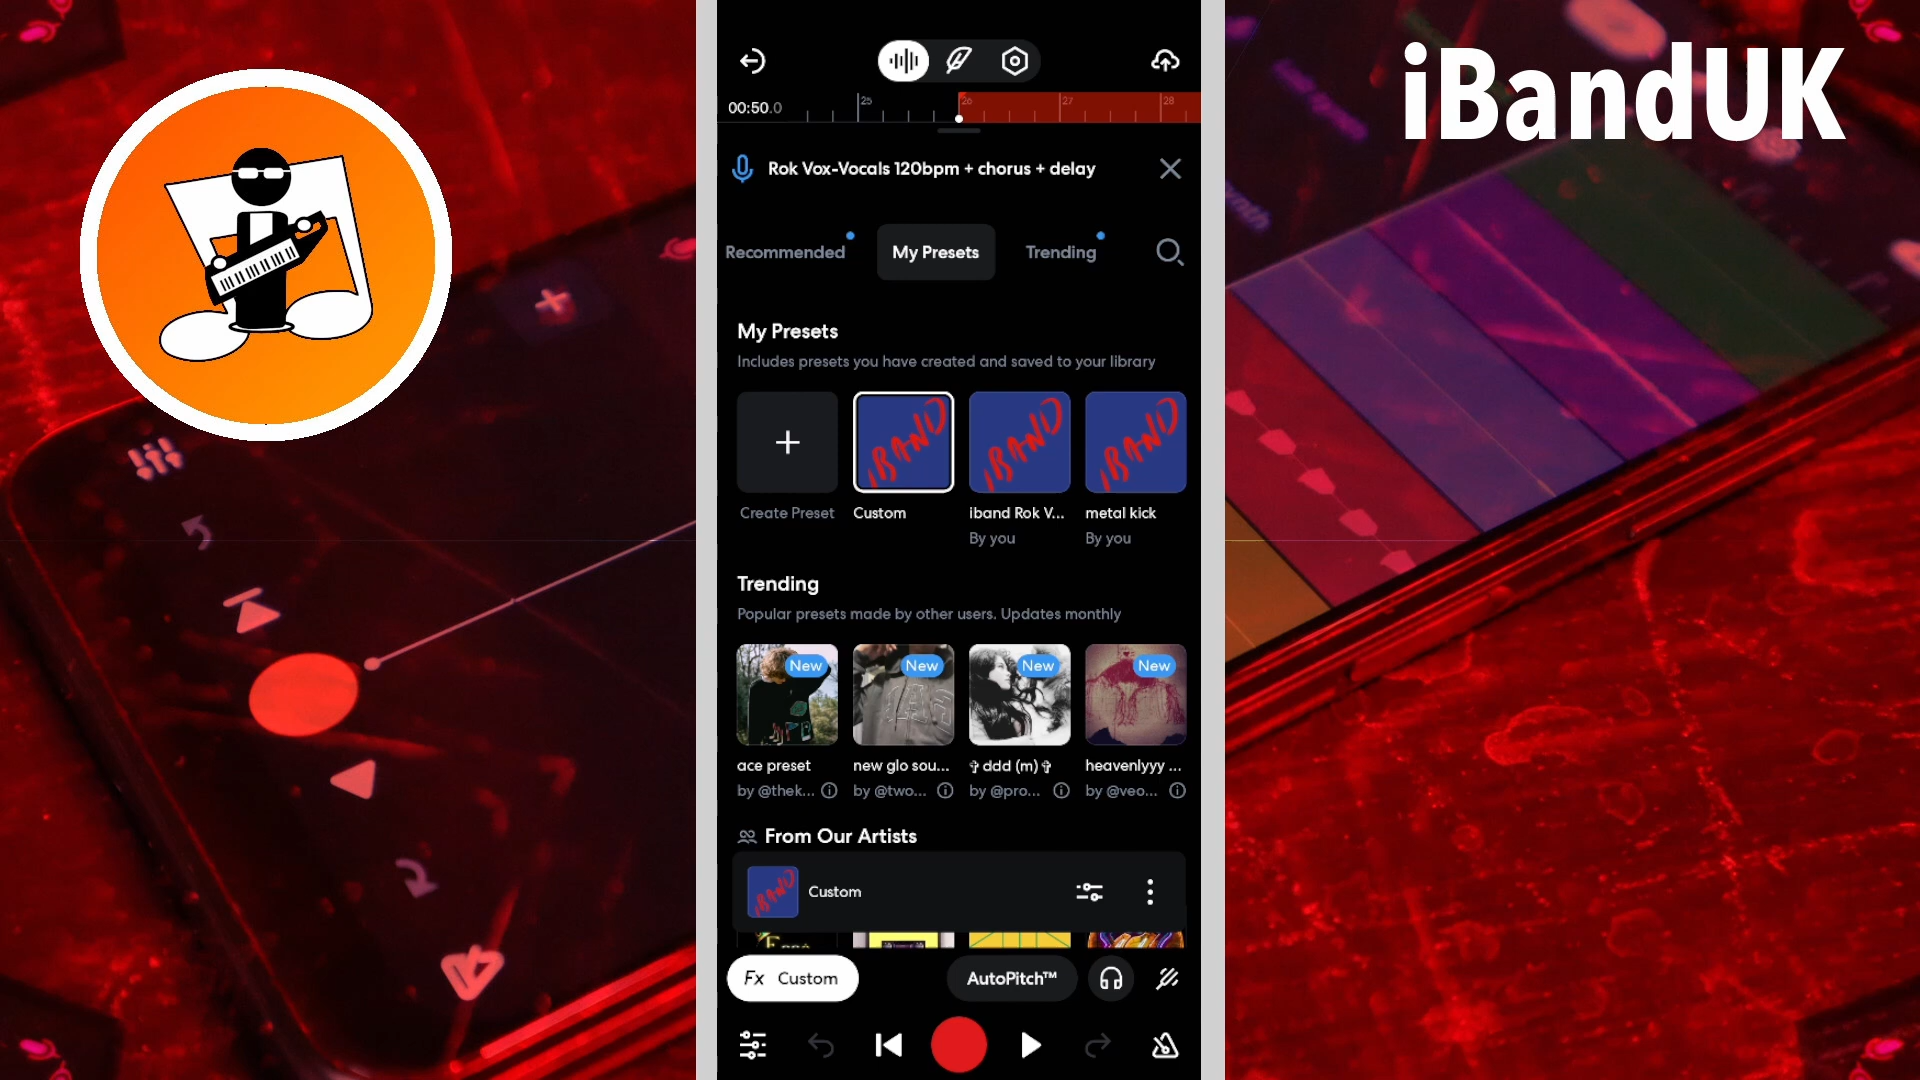 iBandUK
00:50.0
25
26
27
28
Rok Vox-Vocals 120bpm + chorus + delay
Recommended
My Presets
Trending
My Presets
Includes presets you have created and saved to your library
iBAND
iBAND
iBAND
Create Preset
Custom
iband Rok V...
metal kick
By you
By you
Trending
Popular presets made by other users. Updates monthly
New
New
New
New
ace preset
new glo sou...
✞ ddd (m) ✞
heavenlyyy ...
by @thek...
by @two...
by @pro...
by @veo...
From Our Artists
iBAND
Custom
Fx Custom
AutoPitch™